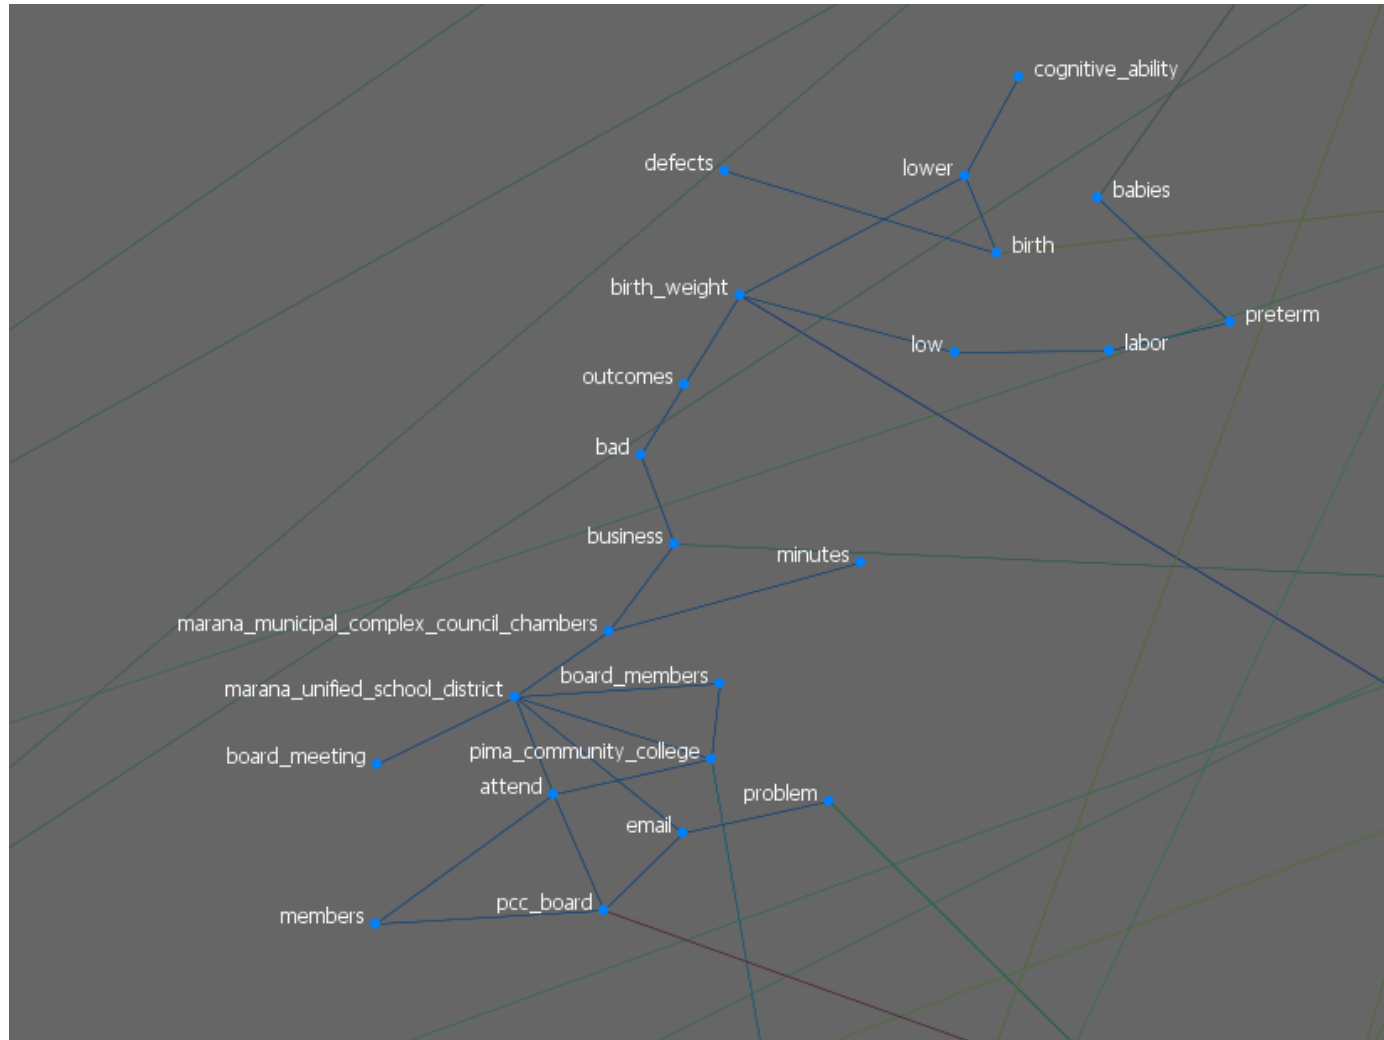 cognitive_ability
defects
lower
babies
birth
birth_weight
preterm
low
labor
outcomes
bad
business
minutes
marana_municipal_complex_council_chambers
board_members
marana_unified_school_district
pima_community_college
board_meeting
attend
problem
email
pcc_board
members